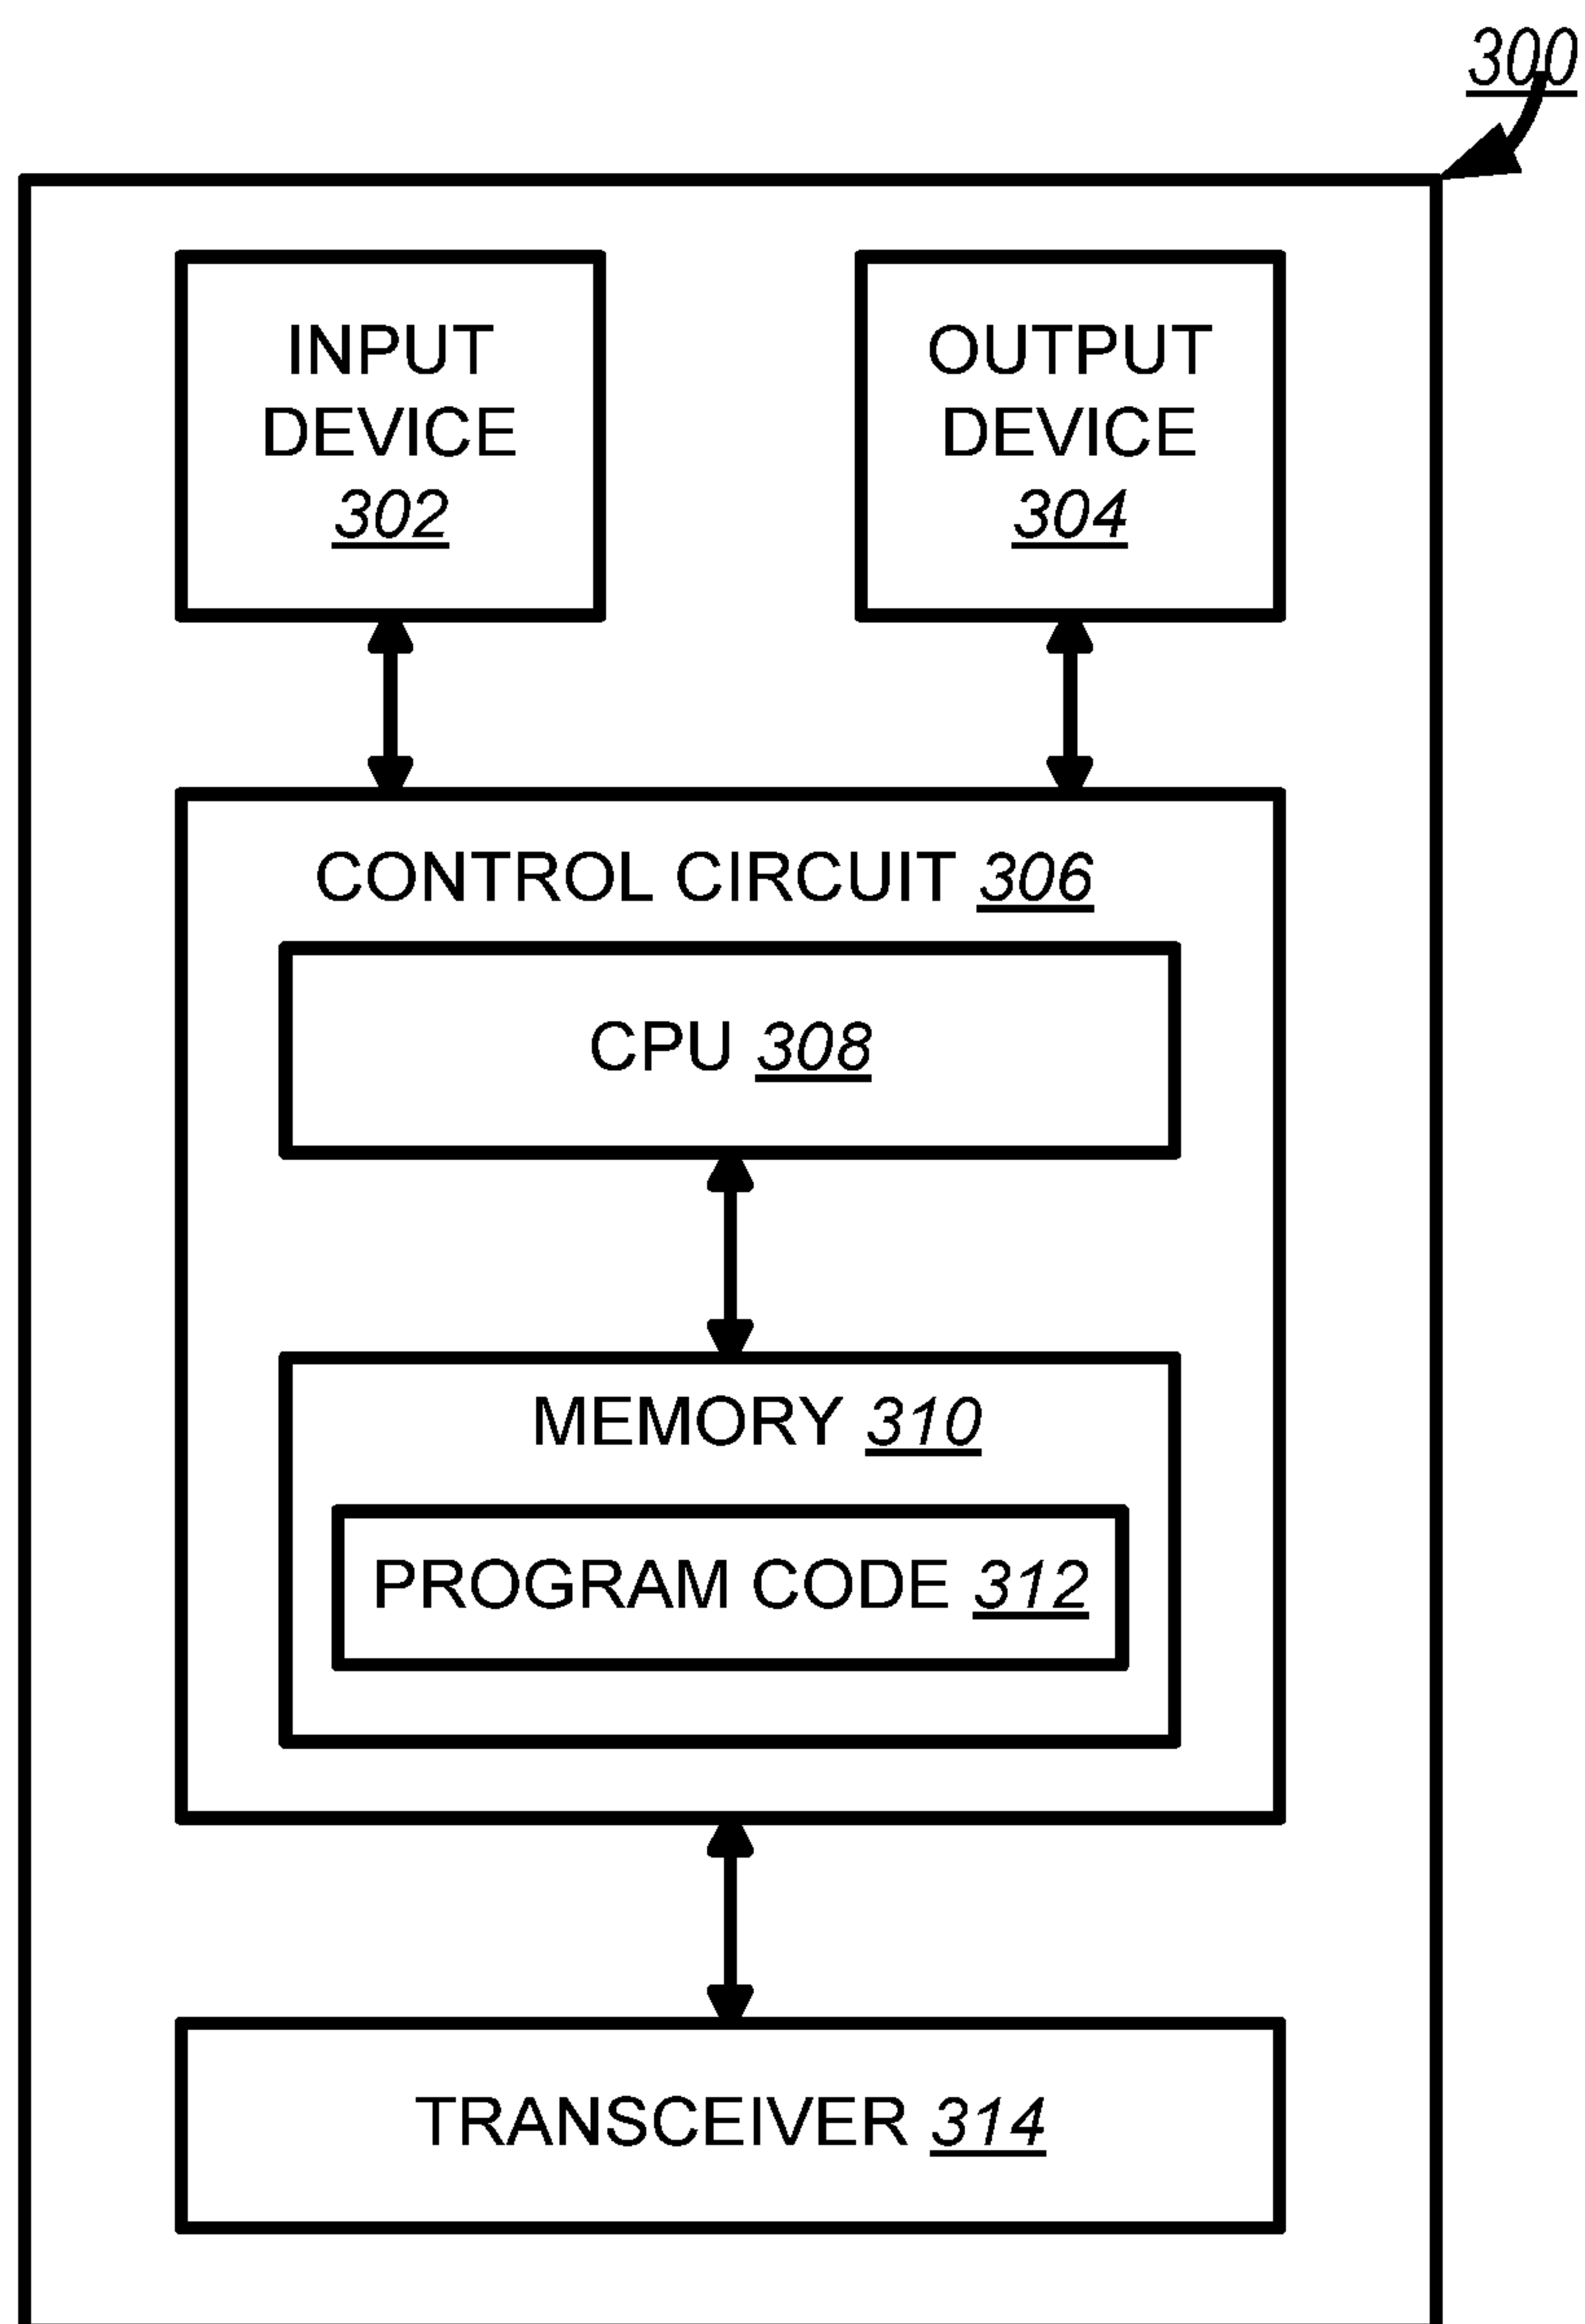 300
INPUT
DEVICE
302
OUTPUT
DEVICE
304
CONTROL CIRCUIT 306
CPU 308
MEMORY 310
PROGRAM CODE 312
TRANSCEIVER 314